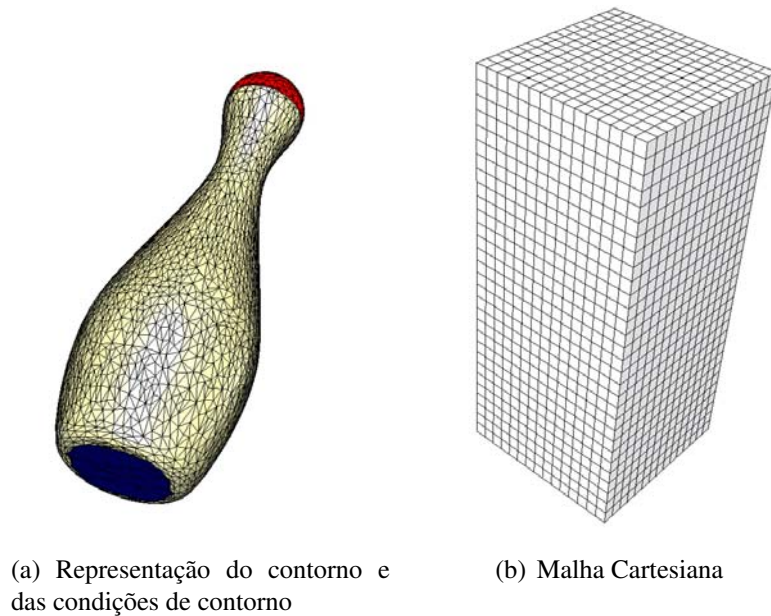 (a) Representação do contorno e
das condições de contorno
(b) Malha Cartesiana